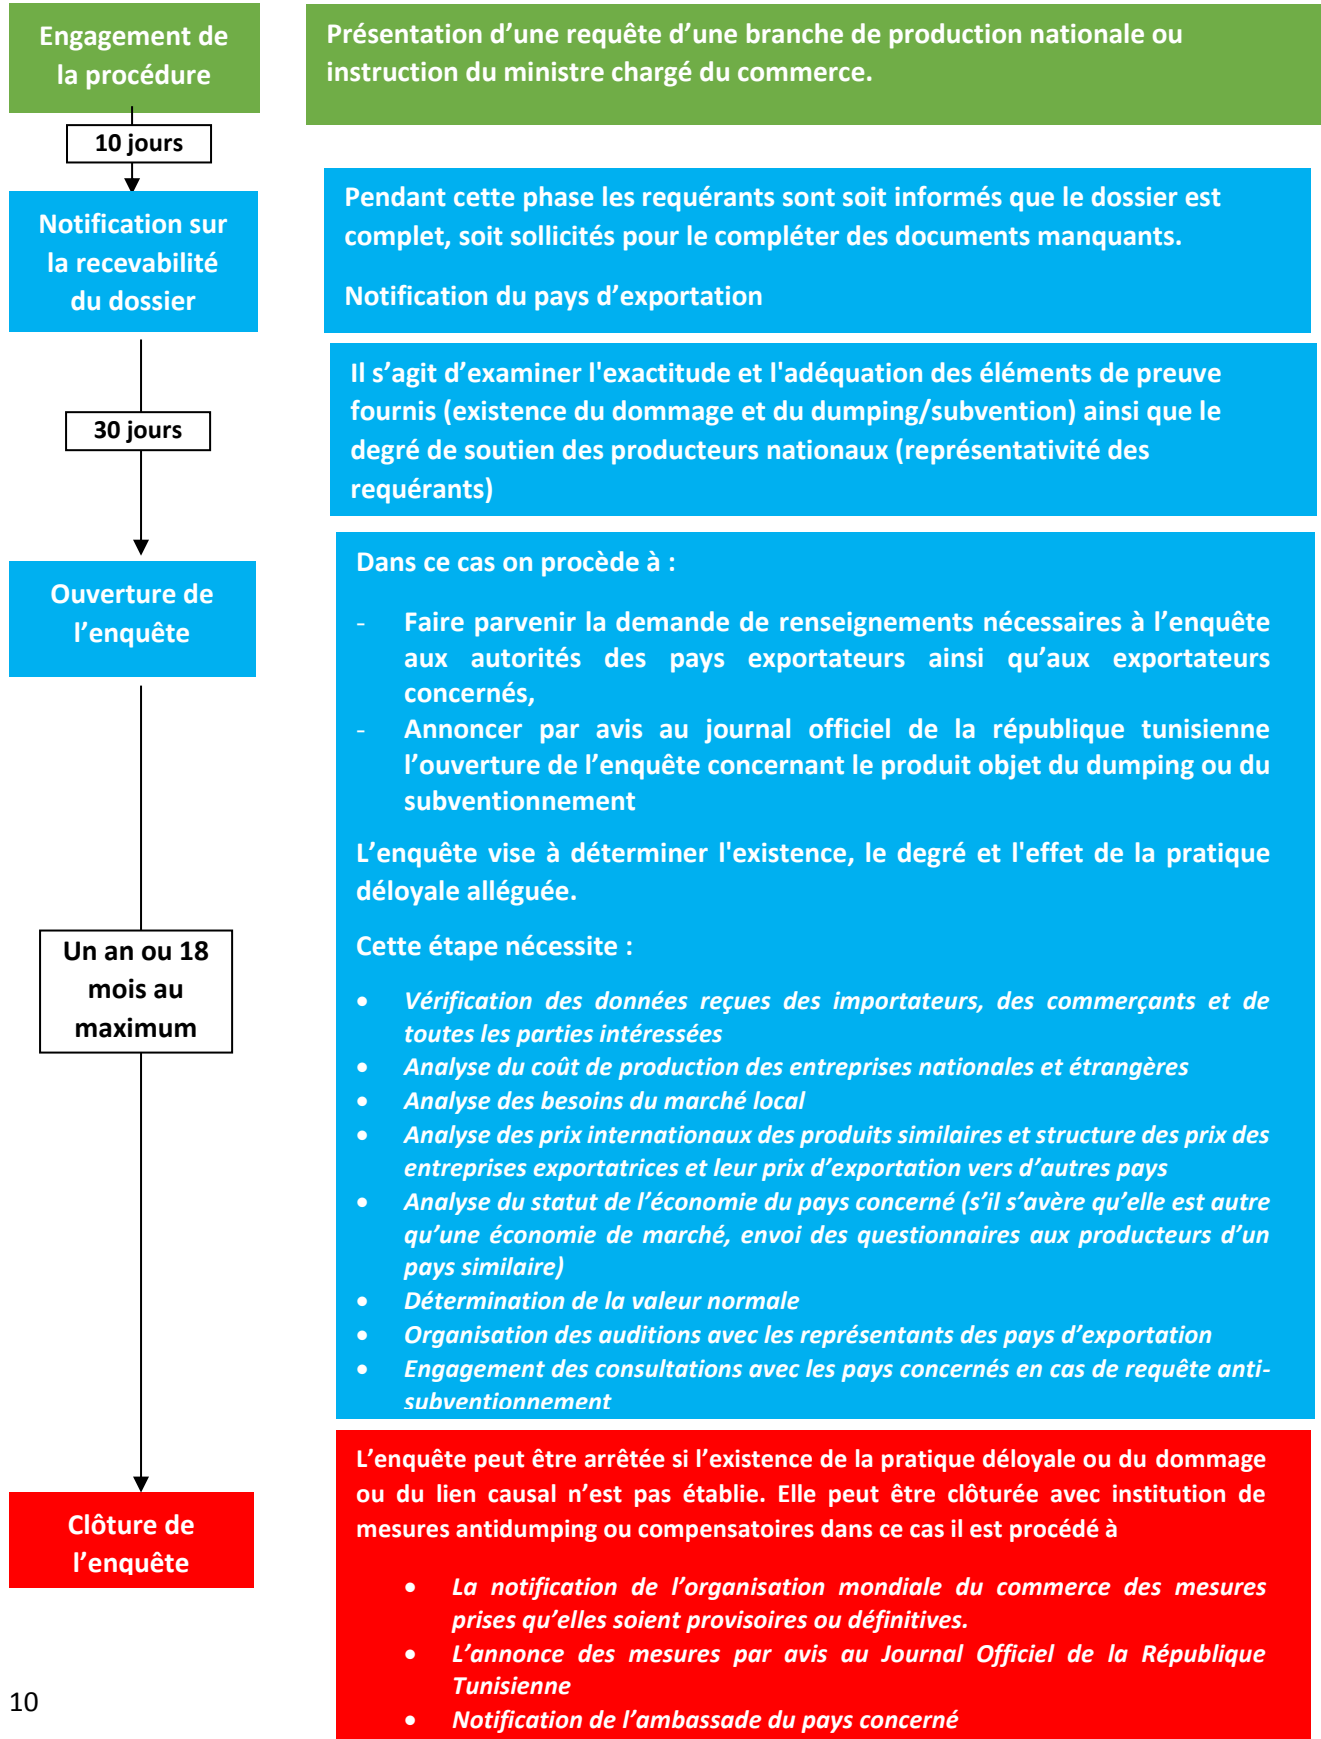 Engagement de
la procédure
Présentation d’une requête d’une branche de production nationale ou
instruction du ministre chargé du commerce.
10 jours
Notification sur
la recevabilité
du dossier
Pendant cette phase les requérants sont soit informés que le dossier est
complet, soit sollicités pour le compléter des documents manquants.
Notification du pays d’exportation
30 jours
Il s’agit d’examiner l'exactitude et l'adéquation des éléments de preuve
fournis (existence du dommage et du dumping/subvention) ainsi que le
degré de soutien des producteurs nationaux (représentativité des
requérants)
Ouverture de
l’enquête
Dans ce cas on procède à :
- Faire parvenir la demande de renseignements nécessaires à l’enquête
aux autorités des pays exportateurs ainsi qu’aux exportateurs
concernés,
- Annoncer par avis au journal officiel de la république tunisienne
l’ouverture de l’enquête concernant le produit objet du dumping ou du
subventionnement
L’enquête vise à déterminer l'existence, le degré et l'effet de la pratique
déloyale alléguée.
Cette étape nécessite :
• Vérification des données reçues des importateurs, des commerçants et de
toutes les parties intéressées
• Analyse du coût de production des entreprises nationales et étrangères
• Analyse des besoins du marché local
• Analyse des prix internationaux des produits similaires et structure des prix des
entreprises exportatrices et leur prix d’exportation vers d’autres pays
• Analyse du statut de l’économie du pays concerné (s’il s’avère qu’elle est autre
qu’une économie de marché, envoi des questionnaires aux producteurs d’un
pays similaire)
• Détermination de la valeur normale
• Organisation des auditions avec les représentants des pays d’exportation
• Engagement des consultations avec les pays concernés en cas de requête anti-
subventionnement
Un an ou 18
mois au
maximum
Clôture de
l’enquête
L’enquête peut être arrêtée si l’existence de la pratique déloyale ou du dommage
ou du lien causal n’est pas établie. Elle peut être clôturée avec institution de
mesures antidumping ou compensatoires dans ce cas il est procédé à
• La notification de l’organisation mondiale du commerce des mesures
prises qu’elles soient provisoires ou définitives.
• L’annonce des mesures par avis au Journal Officiel de la République
Tunisienne
• Notification de l’ambassade du pays concerné
10